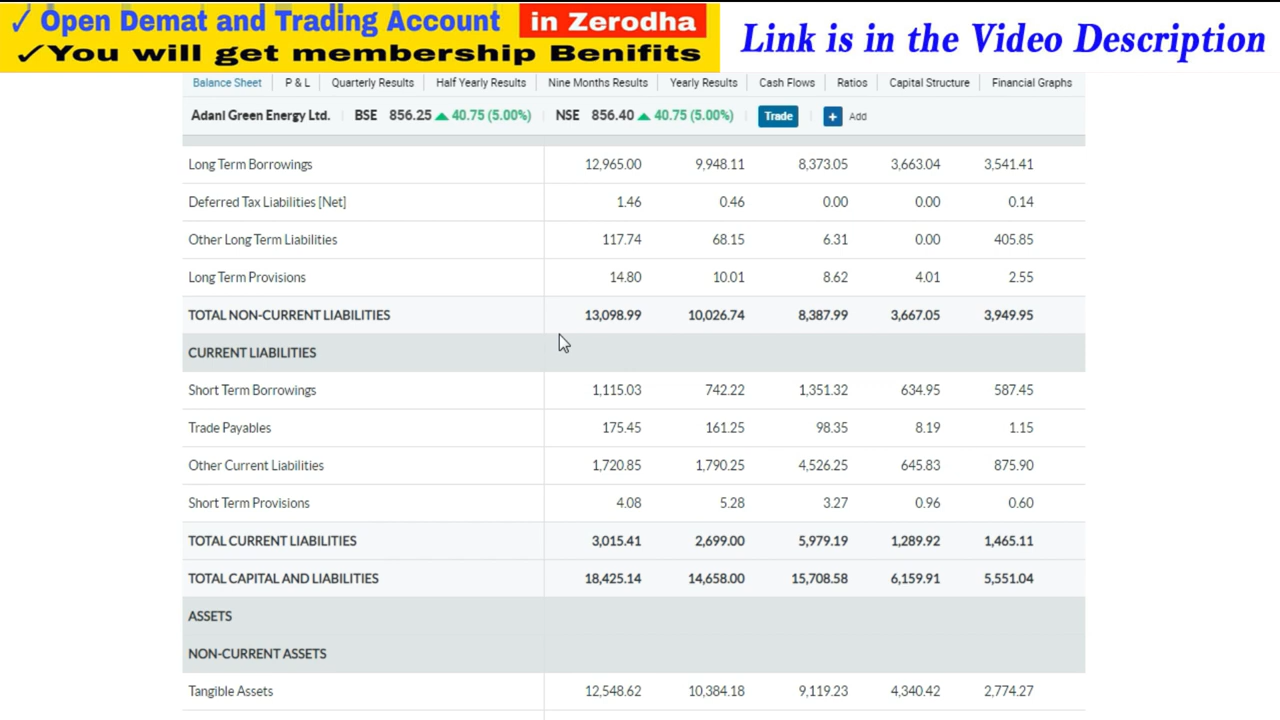 ✓ Open Demat and Trading Account in Zerodha
✓You will get membership Benifits
Link is in the Video Description
Balance Sheet | P & L | Quarterly Results | Half Yearly Results | Nine Months Results | Yearly Results | Cash Flows | Ratios | Capital Structure | Financial Graphs
Adani Green Energy Ltd. BSE 856.25 ▲ 40.75 (5.00%) NSE 856.40 ▲ 40.75 (5.00%) Trade + Add
Long Term Borrowings 12,965.00 9,948.11 8,373.05 3,663.04 3,541.41
Deferred Tax Liabilities [Net] 1.46 0.46 0.00 0.00 0.14
Other Long Term Liabilities 117.74 68.15 6.31 0.00 405.85
Long Term Provisions 14.80 10.01 8.62 4.01 2.55
TOTAL NON-CURRENT LIABILITIES 13,098.99 10,026.74 8,387.99 3,667.05 3,949.95
CURRENT LIABILITIES
Short Term Borrowings 1,115.03 742.22 1,351.32 634.95 587.45
Trade Payables 175.45 161.25 98.35 8.19 1.15
Other Current Liabilities 1,720.85 1,790.25 4,526.25 645.83 875.90
Short Term Provisions 4.08 5.28 3.27 0.96 0.60
TOTAL CURRENT LIABILITIES 3,015.41 2,699.00 5,979.19 1,289.92 1,465.11
TOTAL CAPITAL AND LIABILITIES 18,425.14 14,658.00 15,708.58 6,159.91 5,551.04
ASSETS
NON-CURRENT ASSETS
Tangible Assets 12,548.62 10,384.18 9,119.23 4,340.42 2,774.27